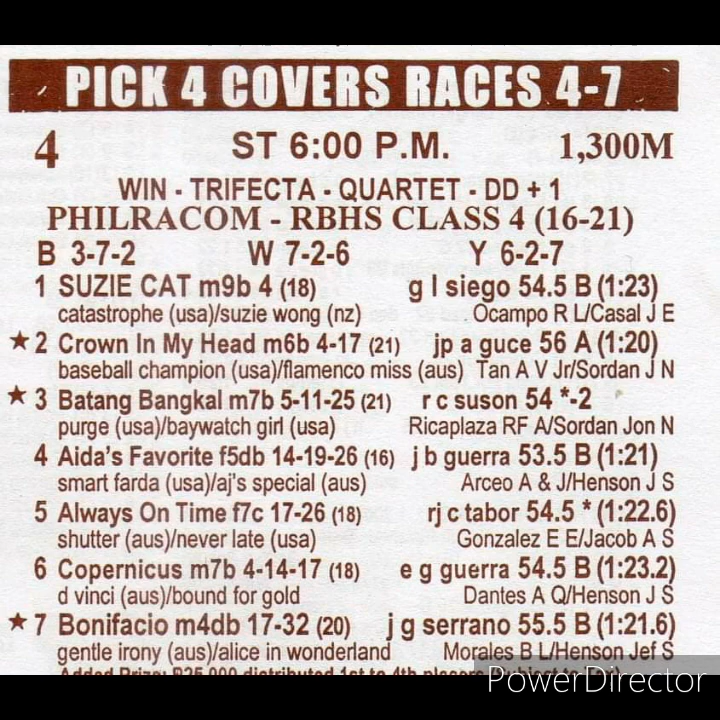 PICK 4 COVERS RACES 4-7
4 ST 6:00 P.M. 1,300M
WIN - TRIFECTA - QUARTET - DD + 1
PHILRACOM - RBHS CLASS 4 (16-21)
B 3-7-2 W 7-2-6 Y 6-2-7
1 SUZIE CAT m9b 4 (18) g l siego 54.5 B (1:23)
catastrophe (usa)/suzie wong (nz) Ocampo R L/Casal J E
★2 Crown In My Head m6b 4-17 (21) jp a guce 56 A (1:20)
baseball champion (usa)/flamenco miss (aus) Tan A V Jr/Sordan J N
★3 Batang Bangkal m7b 5-11-25 (21) r c suson 54 *-2
purge (usa)/baywatch girl (usa) Ricaplaza RF A/Sordan Jon N
4 Aida's Favorite f5db 14-19-26 (16) j b guerra 53.5 B (1:21)
smart farda (usa)/aj's special (aus) Arceo A & J/Henson J S
5 Always On Time f7c 17-26 (18) rj c tabor 54.5 * (1:22.6)
shutter (aus)/never late (usa) Gonzalez E E/Jacob A S
6 Copernicus m7b 4-14-17 (18) e g guerra 54.5 B (1:23.2)
d vinci (aus)/bound for gold Dantes A Q/Henson J S
★7 Bonifacio m4db 17-32 (20) j g serrano 55.5 B (1:21.6)
gentle irony (aus)/alice in wonderland Morales B L/Henson Jef S
Added Prize: P25,000 distributed 1st to 4th placers
PowerDirector